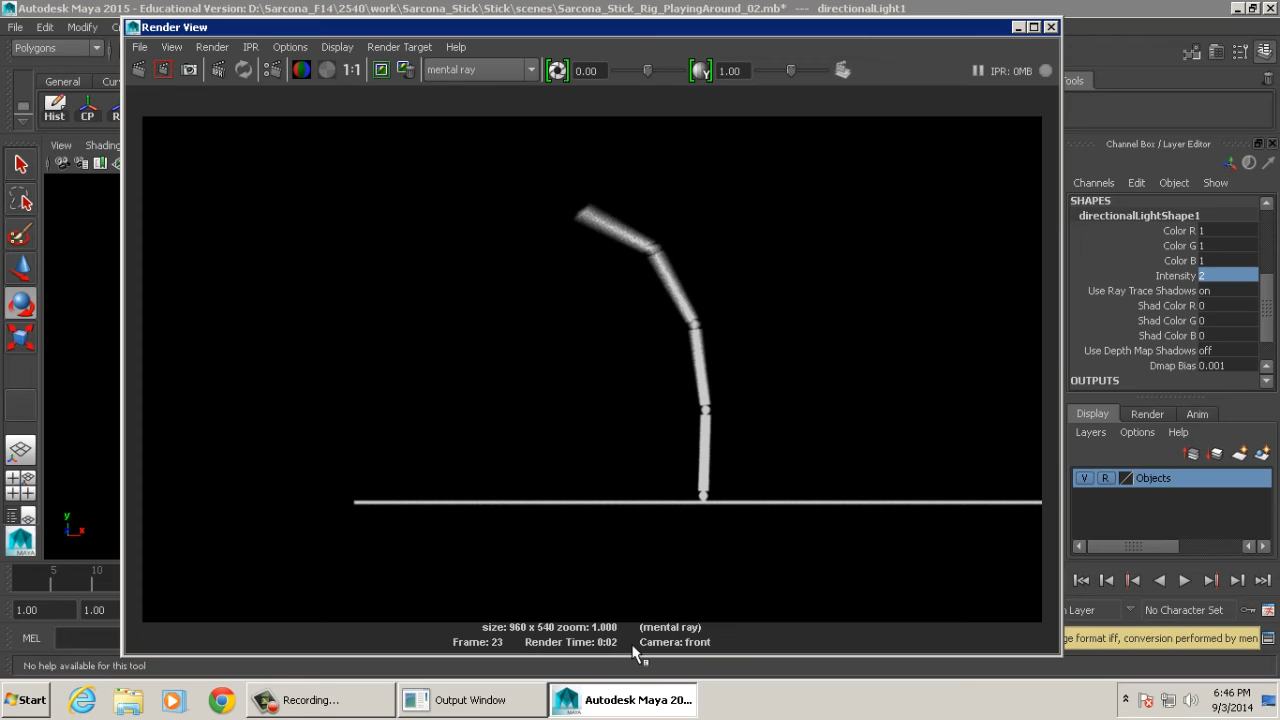 Autodesk Maya 2015 - Educational Version: D:\Sarcona_F14\2540\work\Sarcona_Stick\Stick\scenes\Sarcona_Stick_Rig_PlayingAround_02.mb* --- directionalLight1
Render View
File Edit Modify
File View Render IPR Options Display Render Target Help
Polygons
mental ray
1:1
0.00
1.00
IPR: 0MB
General
Tools
Hist
CP
View Shading
Channel Box / Layer Editor
Channels Edit Object Show
SHAPES
directionalLightShape1
Color R 1
Color G 1
Color B 1
Intensity 2
Use Ray Trace Shadows on
Shad Color R 0
Shad Color G 0
Shad Color B 0
Use Depth Map Shadows off
Dmap Bias 0.001
OUTPUTS
Display Render Anim
Layers Options Help
V R Objects
y
x
MAYA
5 10
size: 960 x 540 zoom: 1.000 (mental ray)
Frame: 23 Render Time: 0:02 Camera: front
1.00 1.00
Layer
No Character Set
MEL
ge format iff, conversion performed by men
No help available for this tool
Start
Recording...
Output Window
Autodesk Maya 20...
6:46 PM
9/3/2014